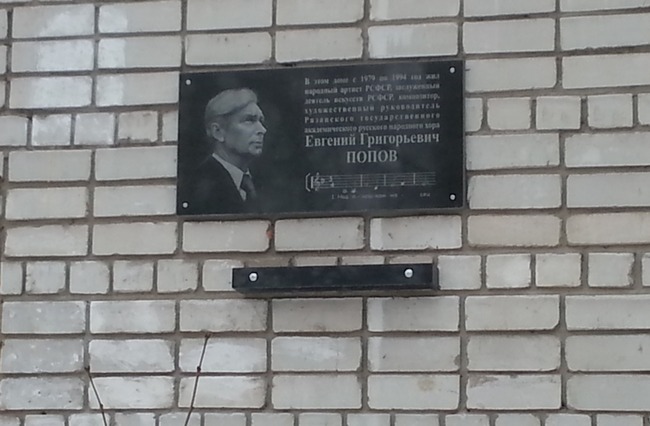 В этом доме с 1979 по 1994 год жил
народный артист РСФСР, заслуженный
деятель искусств РСФСР, композитор,
художественный руководитель
Рязанского государственного
академического русского народного хора
Евгений Григорьевич
ПОПОВ